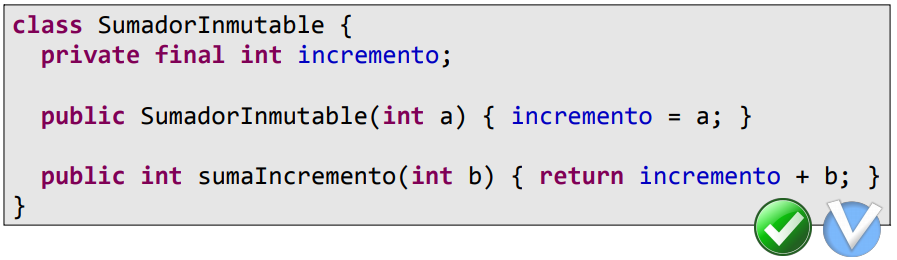 class SumadorInmutable {
private final int incremento;
public SumadorInmutable(int a) { incremento = a; }
public int sumaIncremento(int b) { return incremento + b; }
}